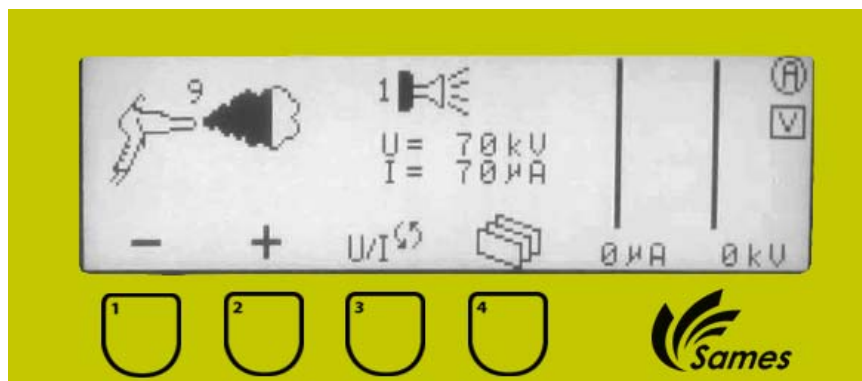 9
1
U= 70kV
I= 70µA
A
V
− +
U/I
0µA 0kV
1 2 3 4
Sames